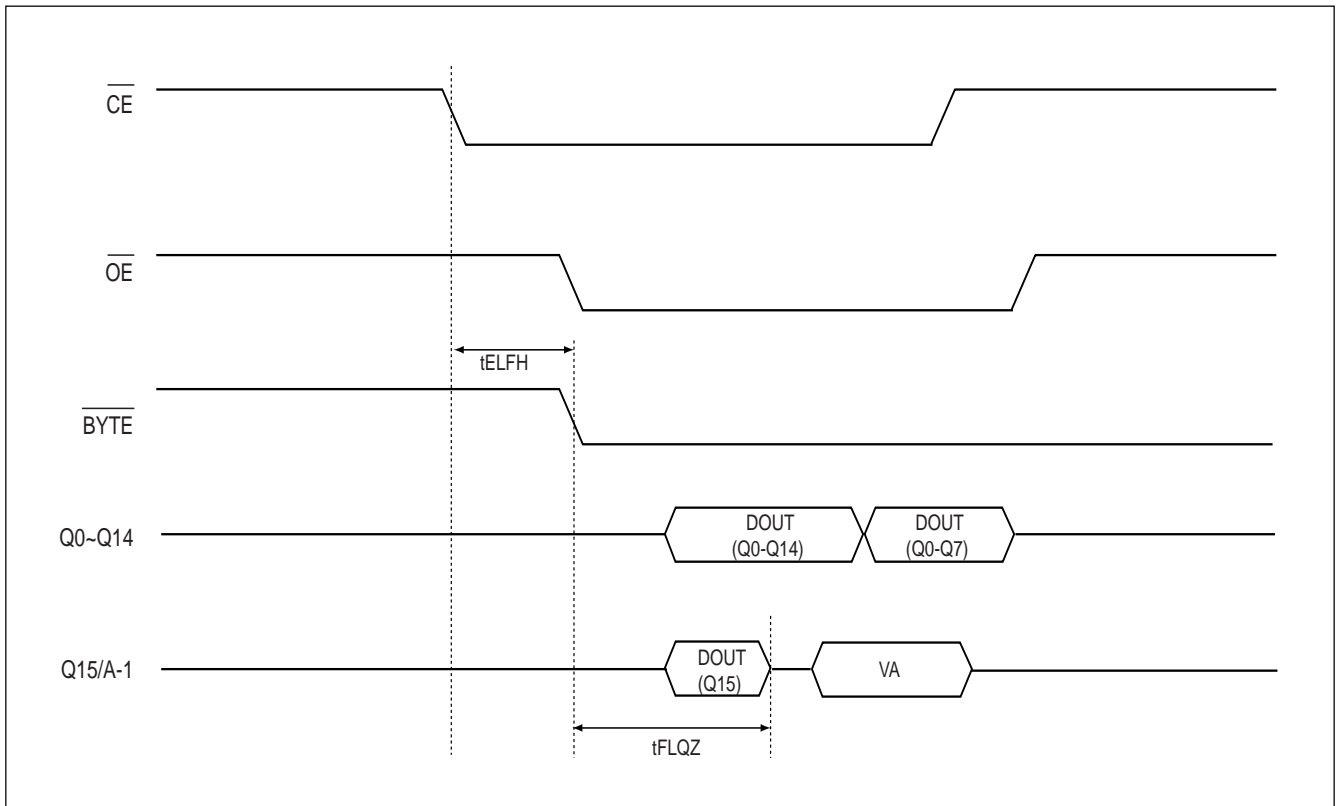 CE
OE
tELFH
BYTE
Q0~Q14
DOUT
(Q0-Q14)
DOUT
(Q0-Q7)
Q15/A-1
DOUT
(Q15)
VA
tFLQZ